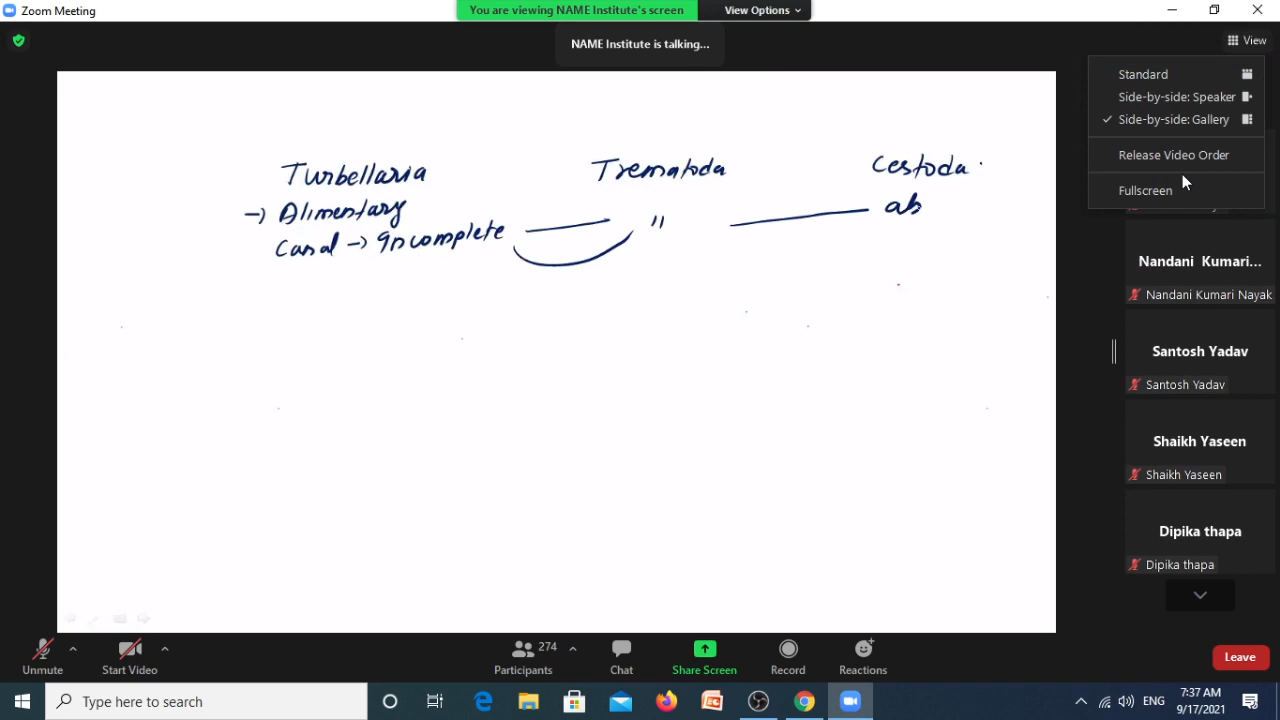 Zoom Meeting
You are viewing NAME Institute's screen
View Options
NAME Institute is talking...
View
Standard
Side-by-side: Speaker
Side-by-side: Gallery
Release Video Order
Fullscreen
Turbellaria Trematoda Cestoda
→ Alimentary
Canal → Incomplete — " — ab
Nandani Kumari...
Nandani Kumari Nayak
Santosh Yadav
Santosh Yadav
Shaikh Yaseen
Shaikh Yaseen
Dipika thapa
Dipika thapa
Unmute
Start Video
274
Participants
Chat
Share Screen
Record
Reactions
Leave
Type here to search
ENG
7:37 AM
9/17/2021